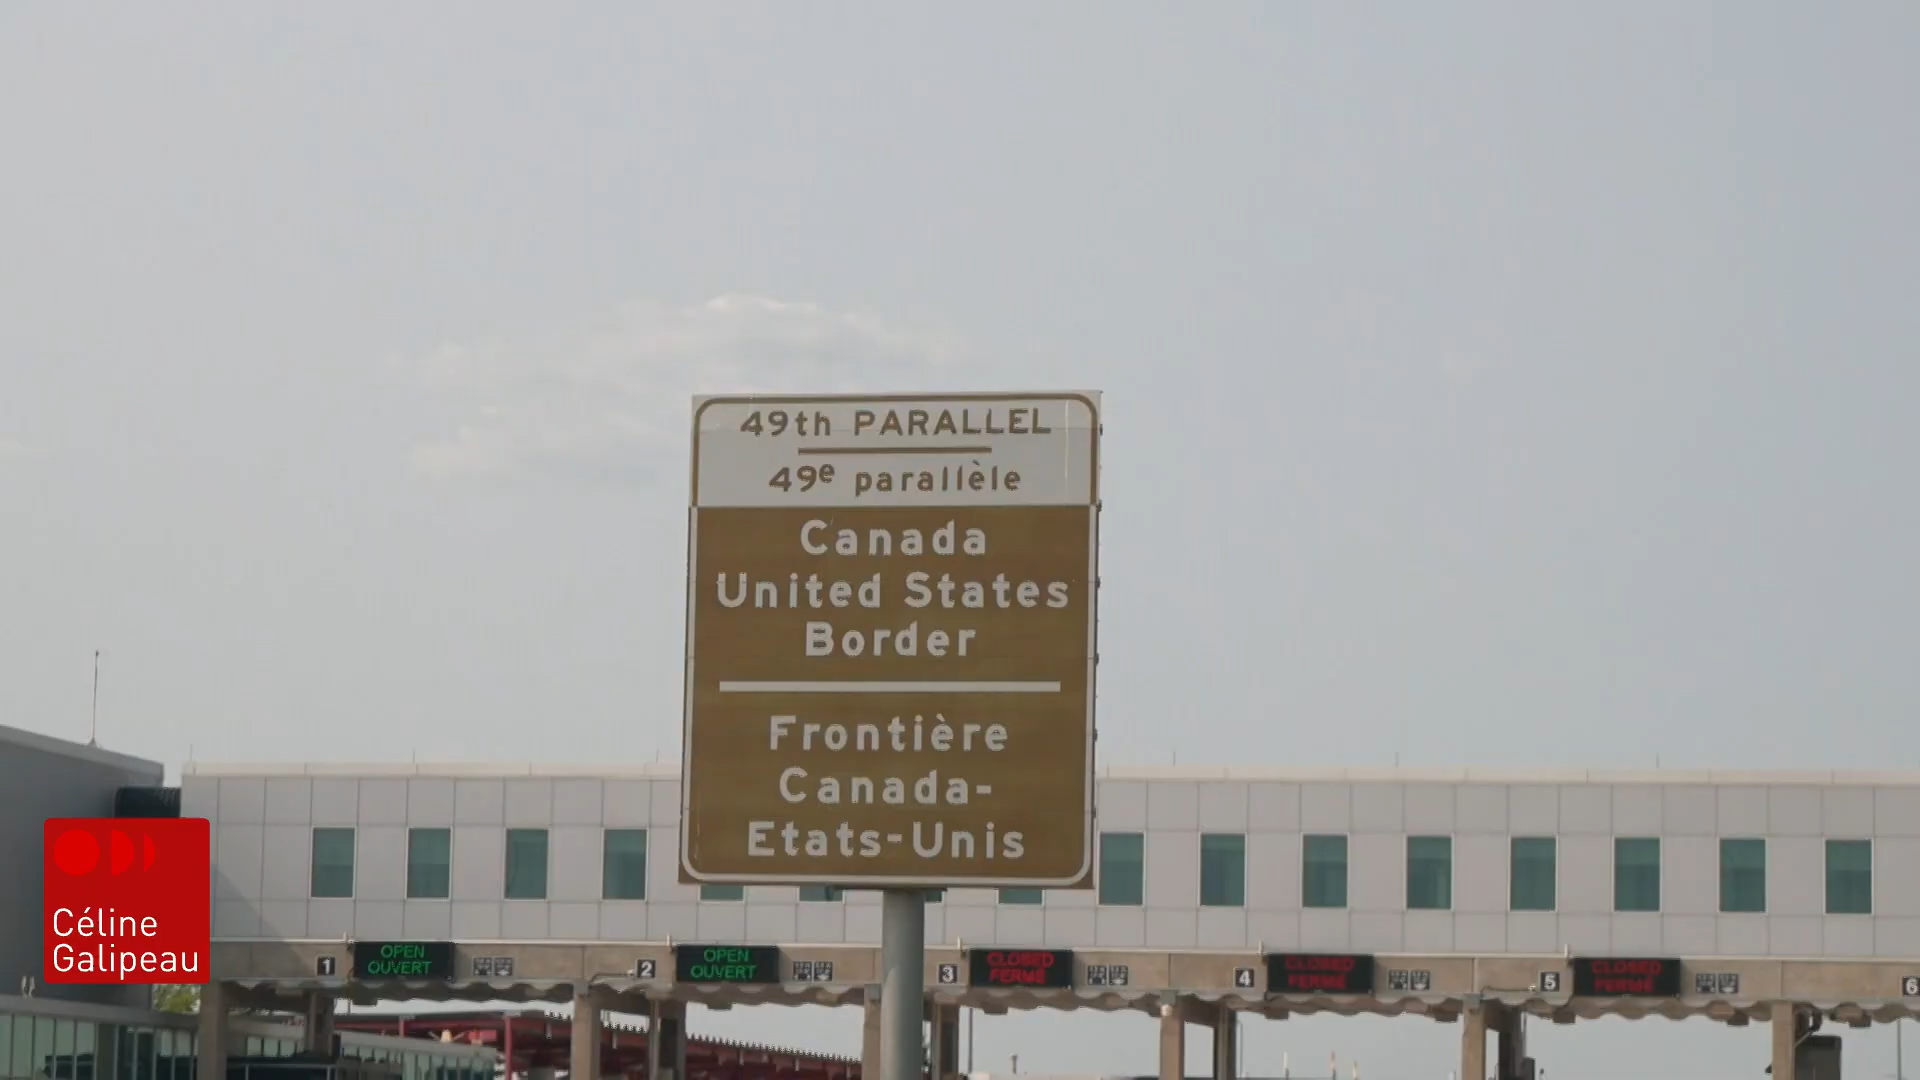 49th PARALLEL
49e parallèle
Canada
United States
Border
Frontière
Canada-
Etats-Unis
Céline
Galipeau
1
OPEN
OUVERT
2
OPEN
OUVERT
3
CLOSED
FERMÉ
4
CLOSED
FERMÉ
5
CLOSED
FERMÉ
6